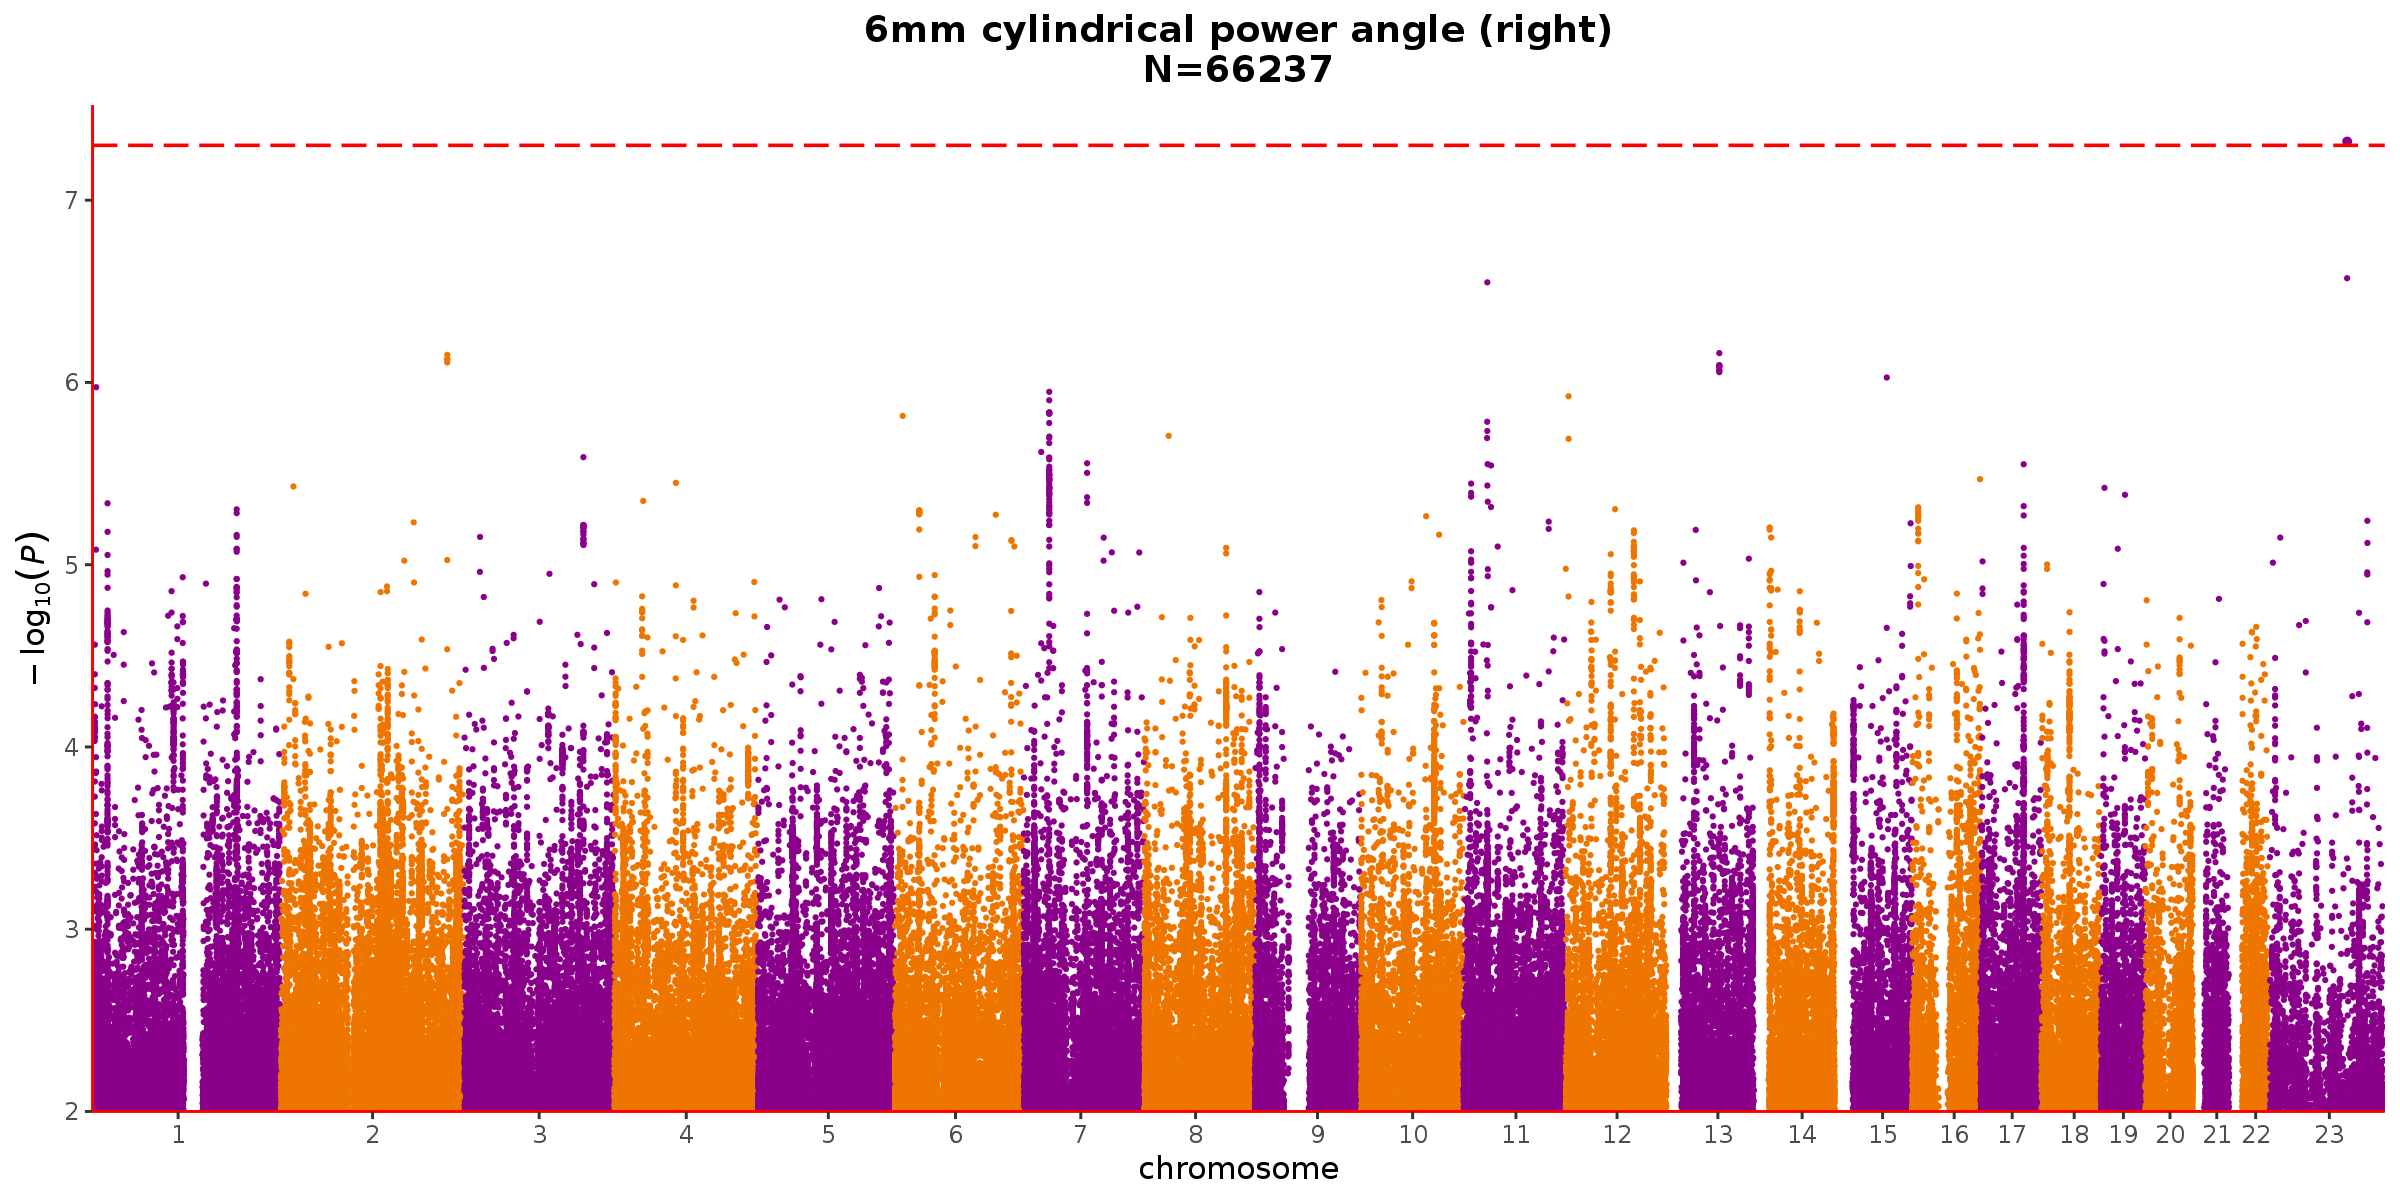 6mm cylindrical power angle (right)
N=66237
7
6
5
4
3
2
− log₁₀(P)
1 2 3 4 5 6 7 8 9 10 11 12 13 14 15 16 17 18 19 20 21 22 23
chromosome